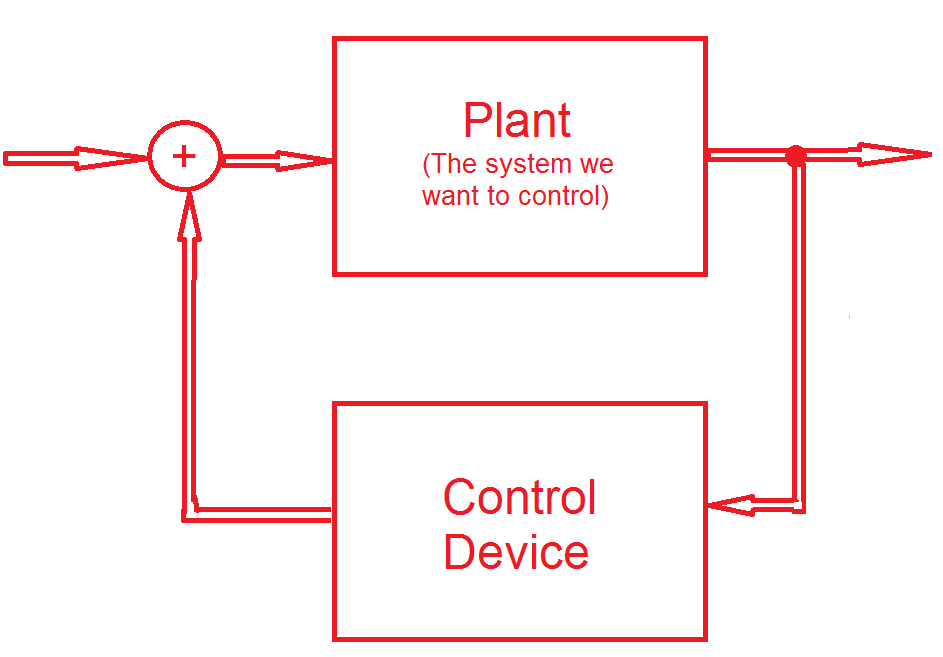 +
Plant
(The system we
want to control)
Control
Device